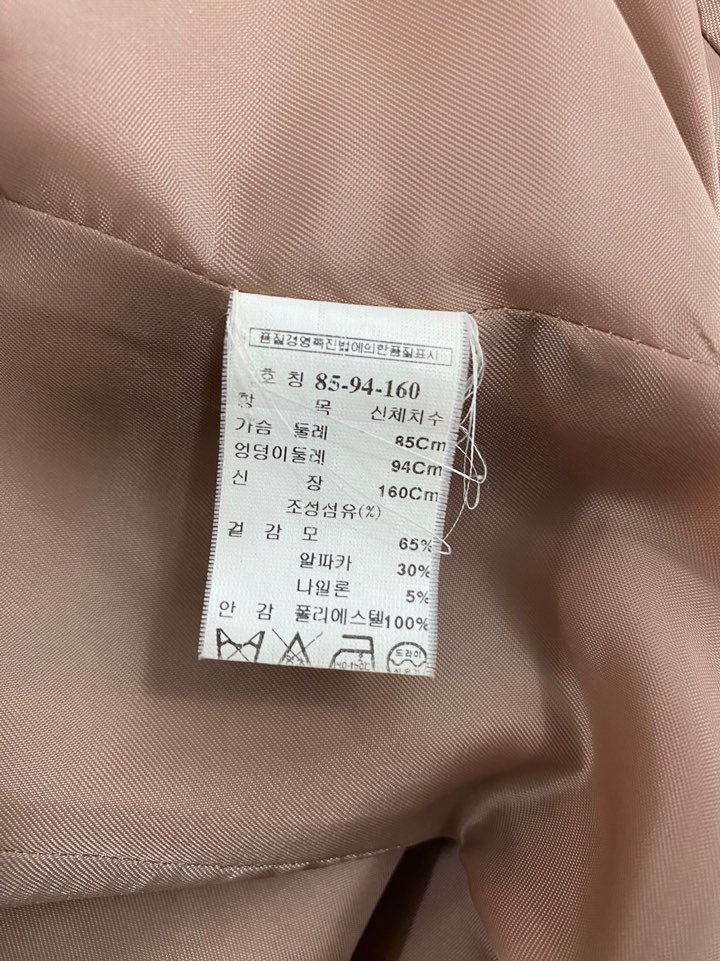 품질경영촉진법에의한품질표시
호 칭 85-94-160
항 목 신체치수
가슴 둘레 85Cm
엉덩이둘레 94Cm
신 장 160Cm
조성섬유(%)
겉 감 모 65%
알파카 30%
나일론 5%
안 감 폴리에스텔100%
드라이